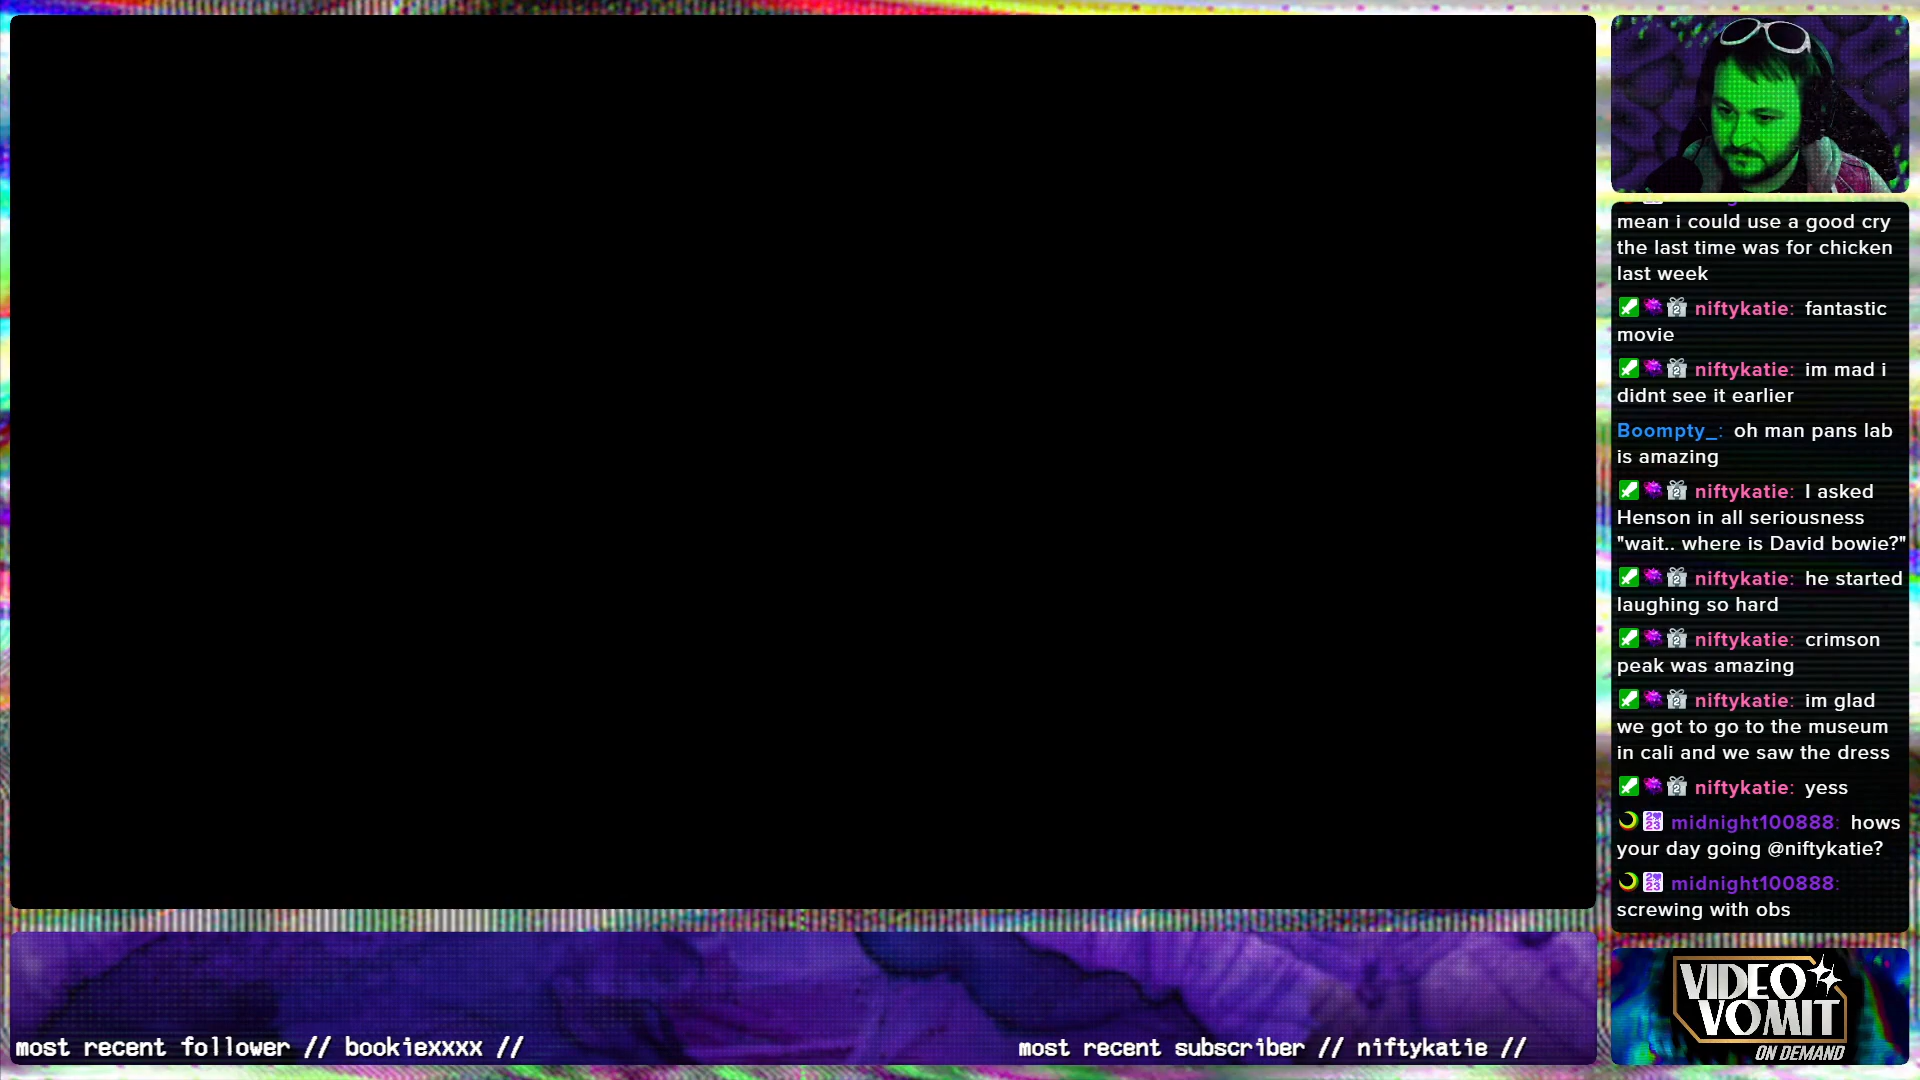 mean i could use a good cry
the last time was for chicken
last week
niftykatie: fantastic
movie
niftykatie: im mad i
didnt see it earlier
Boompty_: oh man pans lab
is amazing
niftykatie: I asked
Henson in all seriousness
"wait.. where is David bowie?"
niftykatie: he started
laughing so hard
niftykatie: crimson
peak was amazing
niftykatie: im glad
we got to go to the museum
in cali and we saw the dress
niftykatie: yess
midnight100888: hows
your day going @niftykatie?
midnight100888:
screwing with obs
VIDEO
VOMIT
ON DEMAND
most recent follower // bookiexxxx //
most recent subscriber // niftykatie //